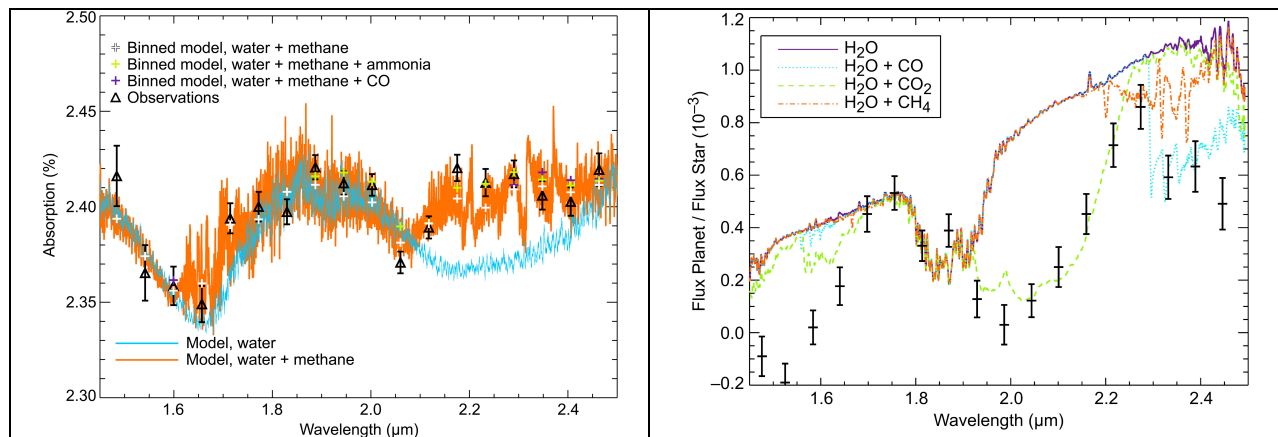 2.50
2.45
2.40
2.35
2.30
Absorption (%)
Binned model, water + methane
Binned model, water + methane + ammonia
Binned model, water + methane + CO
Observations
Model, water
Model, water + methane
1.6 1.8 2.0 2.2 2.4
Wavelength (µm)
1.2
1.0
0.8
0.6
0.4
0.2
0.0
–0.2
Flux Planet / Flux Star (10⁻³)
H₂O
H₂O + CO
H₂O + CO₂
H₂O + CH₄
1.6 1.8 2.0 2.2 2.4
Wavelength (µm)